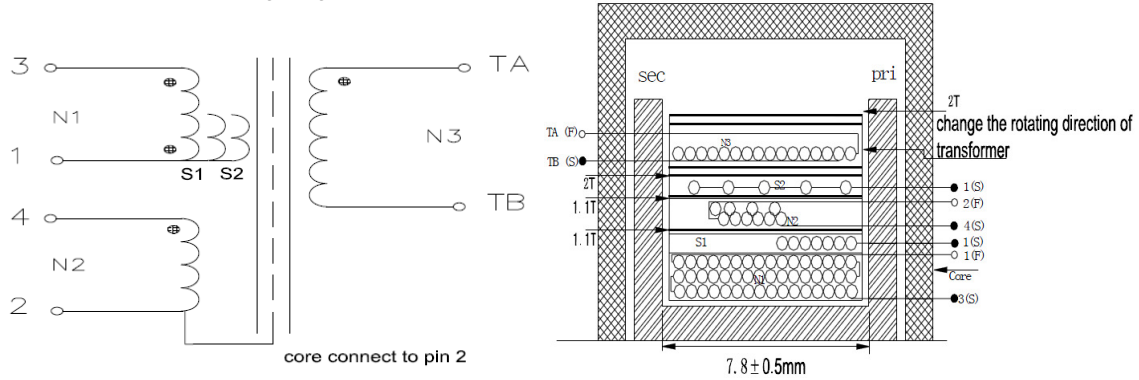 3
N1
1
S1 S2
4
N2
2
TA
N3
TB
core connect to pin 2
sec
pri
2T
change the rotating direction of
transformer
TA (F)
N3
TB (S)
2T
S2
1(S)
1.1T
2(F)
N2
4(S)
1.1T
S1
1(S)
1(F)
N1
Core
3(S)
7.8±0.5mm